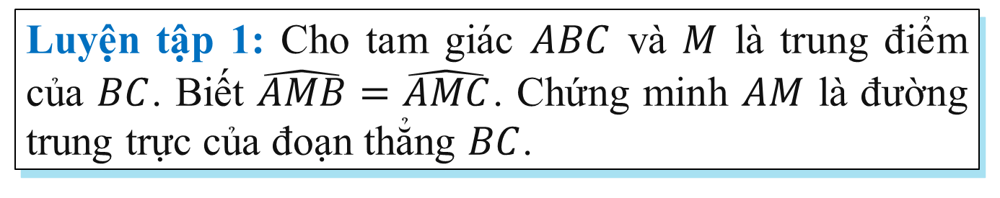 Luyện tập 1: Cho tam giác ABC và M là trung điểm
của BC. Biết \widehat{AMB} = \widehat{AMC}. Chứng minh AM là đường
trung trực của đoạn thẳng BC.